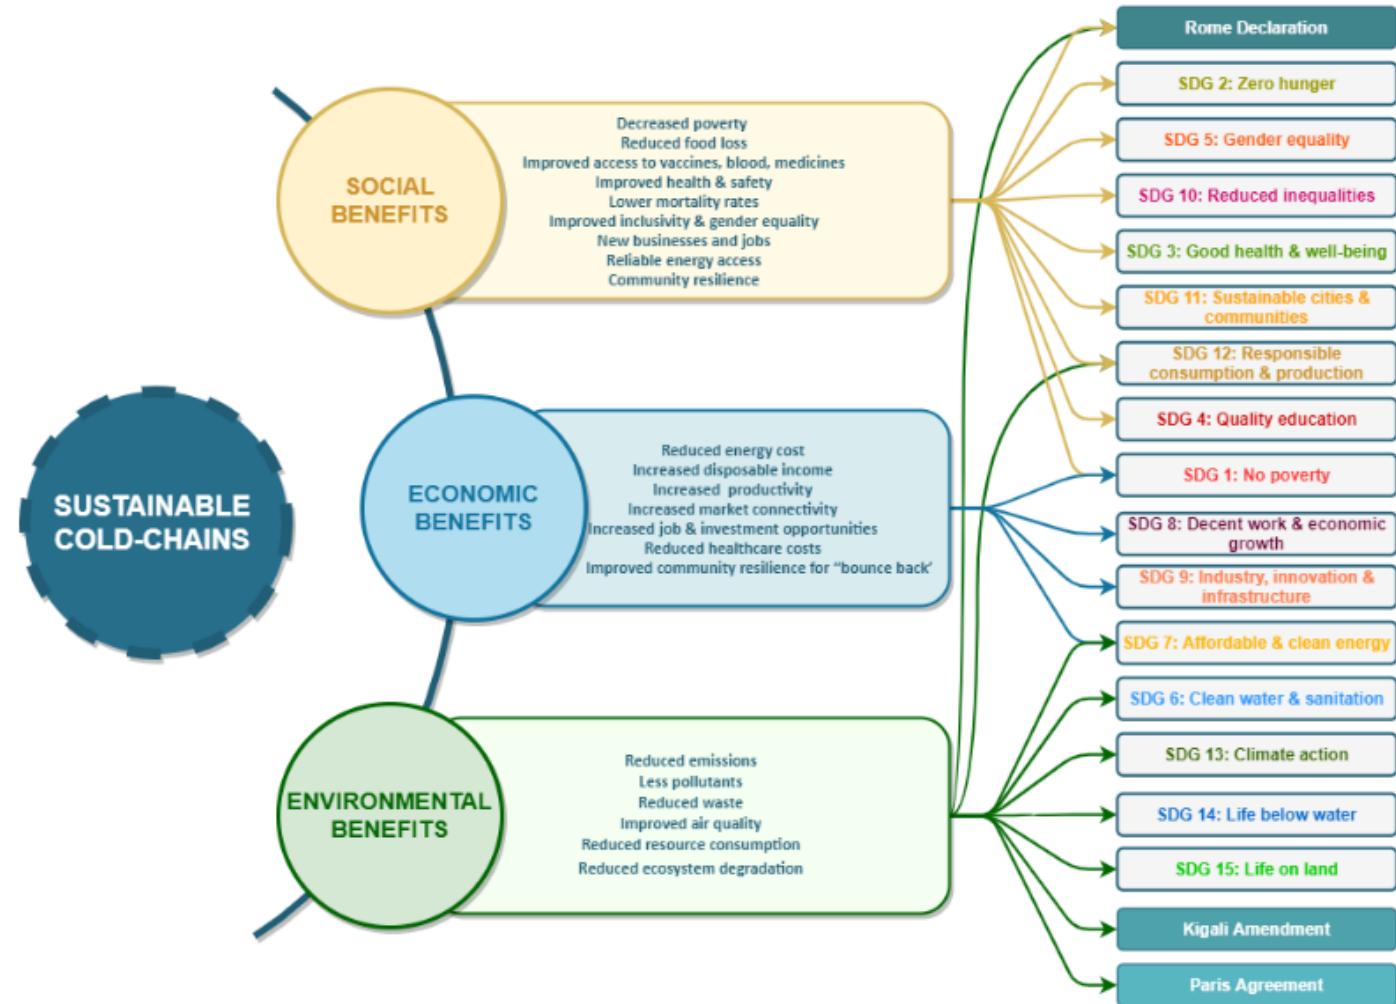 SUSTAINABLE
COLD-CHAINS
SOCIAL
BENEFITS
Decreased poverty
Reduced food loss
Improved access to vaccines, blood, medicines
Improved health & safety
Lower mortality rates
Improved inclusivity & gender equality
New businesses and jobs
Reliable energy access
Community resilience
ECONOMIC
BENEFITS
Reduced energy cost
Increased disposable income
Increased  productivity
Increased market connectivity
Increased job & investment opportunities
Reduced healthcare costs
Improved community resilience for “bounce back’
ENVIRONMENTAL
BENEFITS
Reduced emissions
Less pollutants
Reduced waste
Improved air quality
Reduced resource consumption
Reduced ecosystem degradation
Rome Declaration
SDG 2: Zero hunger
SDG 5: Gender equality
SDG 10: Reduced inequalities
SDG 3: Good health & well-being
SDG 11: Sustainable cities &
communities
SDG 12: Responsible
consumption & production
SDG 4: Quality education
SDG 1: No poverty
SDG 8: Decent work & economic
growth
SDG 9: Industry, innovation &
infrastructure
SDG 7: Affordable & clean energy
SDG 6: Clean water & sanitation
SDG 13: Climate action
SDG 14: Life below water
SDG 15: Life on land
Kigali Amendment
Paris Agreement